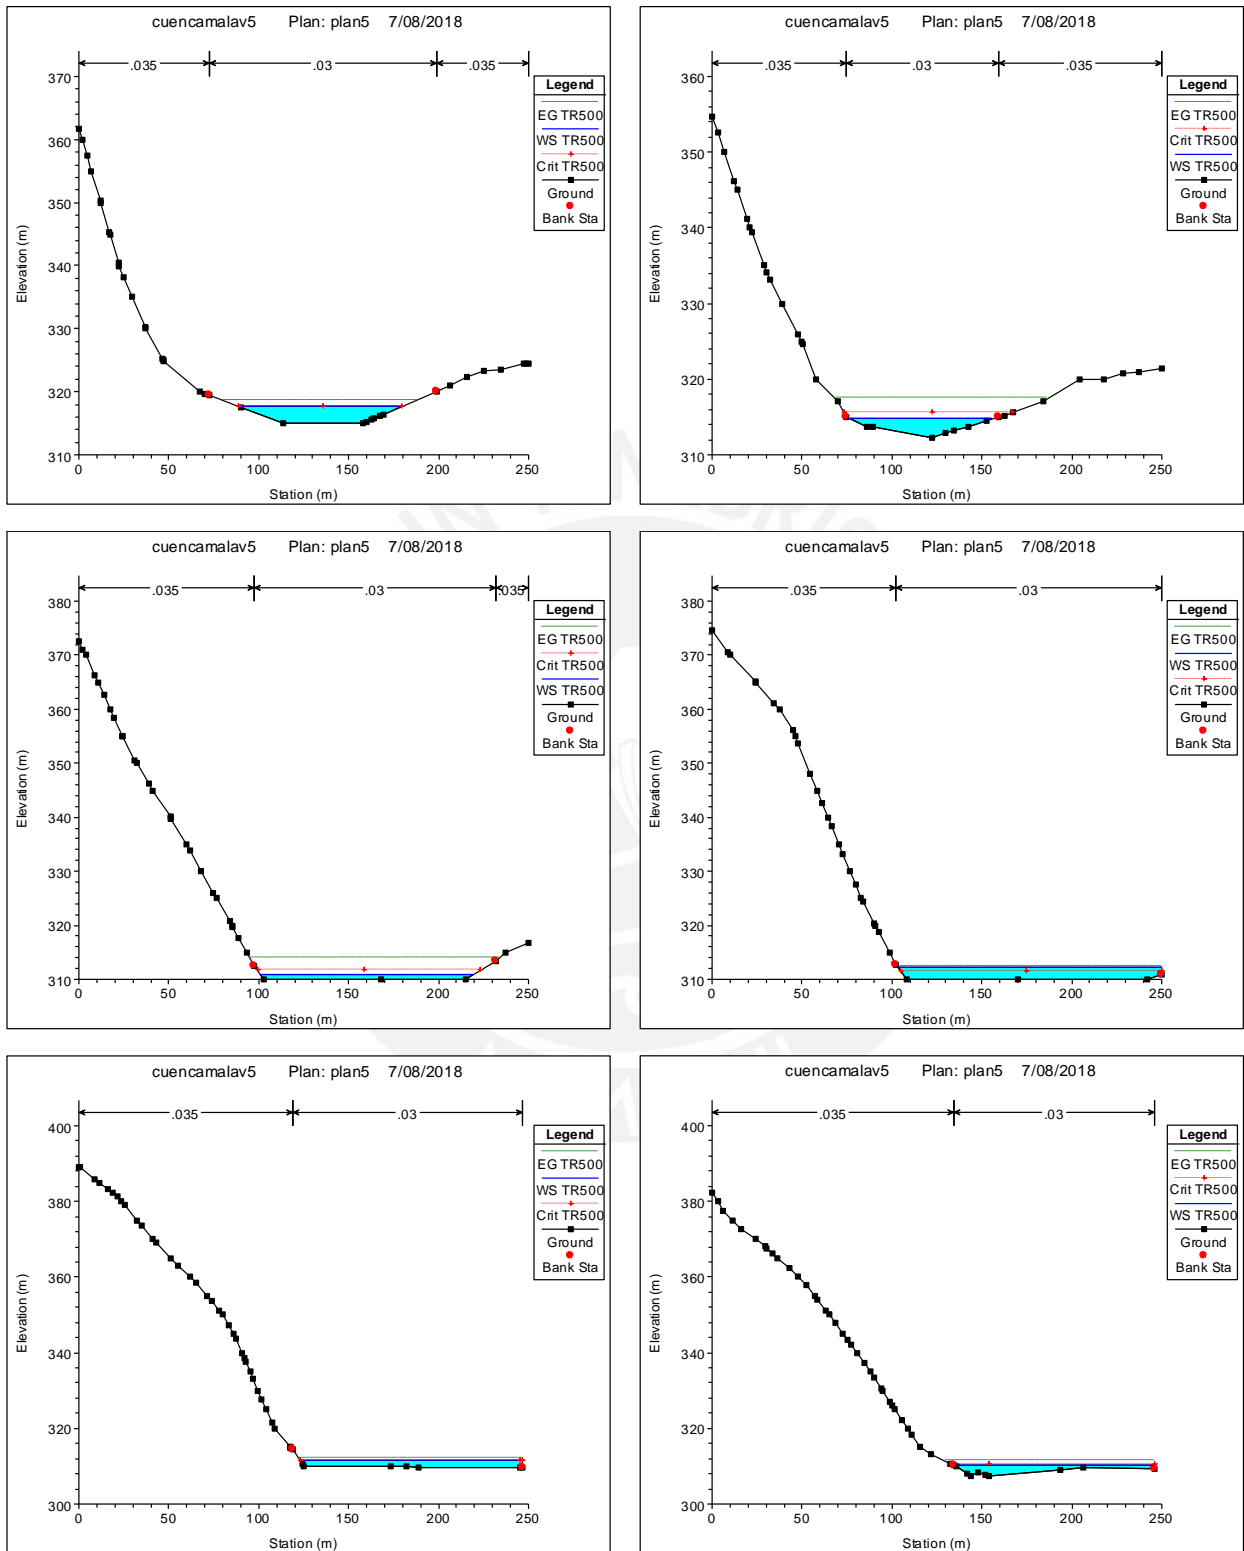 cuencamalav5 Plan: plan5 7/08/2018
.035 .03 .035
Legend
EG TR500
WS TR500
Crit TR500
Ground
Bank Sta
370
360
350
340
330
320
310
Elevation (m)
0 50 100 150 200 250
Station (m)
cuencamalav5 Plan: plan5 7/08/2018
.035 .03 .035
Legend
EG TR500
Crit TR500
WS TR500
Ground
Bank Sta
360
350
340
330
320
310
Elevation (m)
0 50 100 150 200 250
Station (m)
cuencamalav5 Plan: plan5 7/08/2018
.035 .03 .035
Legend
EG TR500
Crit TR500
WS TR500
Ground
Bank Sta
380
370
360
350
340
330
320
310
Elevation (m)
0 50 100 150 200 250
Station (m)
cuencamalav5 Plan: plan5 7/08/2018
.035 .03
Legend
EG TR500
WS TR500
Crit TR500
Ground
Bank Sta
380
370
360
350
340
330
320
310
Elevation (m)
0 50 100 150 200 250
Station (m)
cuencamalav5 Plan: plan5 7/08/2018
.035 .03
Legend
EG TR500
WS TR500
Crit TR500
Ground
Bank Sta
400
380
360
340
320
300
Elevation (m)
0 50 100 150 200 250
Station (m)
cuencamalav5 Plan: plan5 7/08/2018
.035 .03
Legend
EG TR500
Crit TR500
WS TR500
Ground
Bank Sta
400
380
360
340
320
300
Elevation (m)
0 50 100 150 200 250
Station (m)